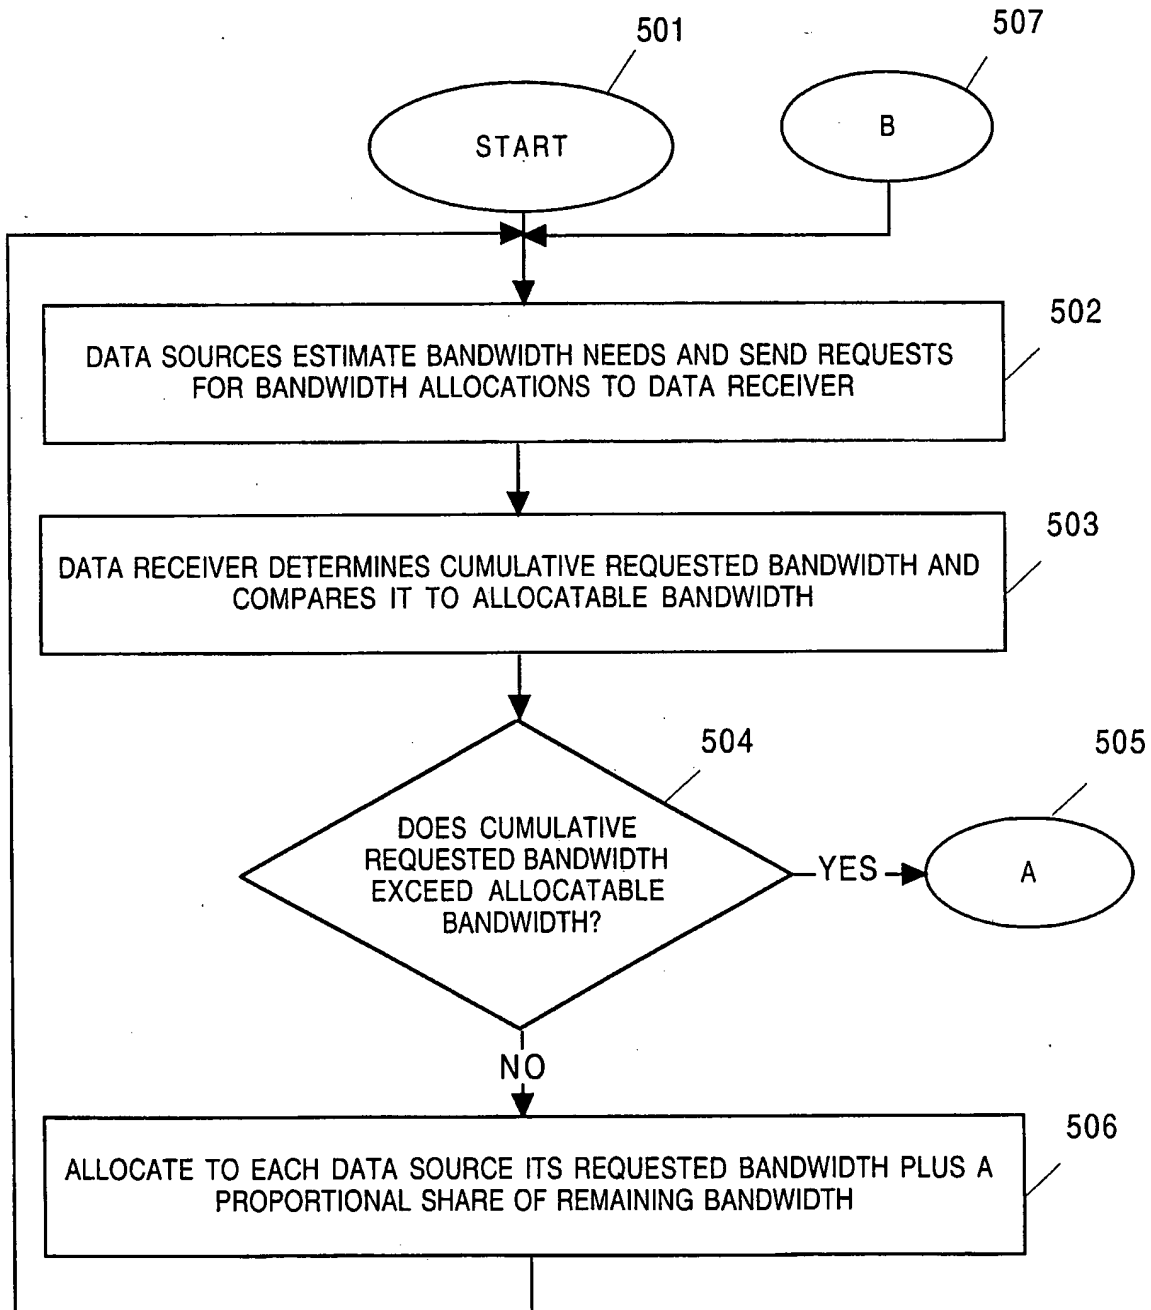 501
507
START
B
502
DATA SOURCES ESTIMATE BANDWIDTH NEEDS AND SEND REQUESTS
FOR BANDWIDTH ALLOCATIONS TO DATA RECEIVER
503
DATA RECEIVER DETERMINES CUMULATIVE REQUESTED BANDWIDTH AND
COMPARES IT TO ALLOCATABLE BANDWIDTH
504
505
DOES CUMULATIVE
REQUESTED BANDWIDTH
EXCEED ALLOCATABLE
BANDWIDTH?
YES
A
NO
506
ALLOCATE TO EACH DATA SOURCE ITS REQUESTED BANDWIDTH PLUS A
PROPORTIONAL SHARE OF REMAINING BANDWIDTH